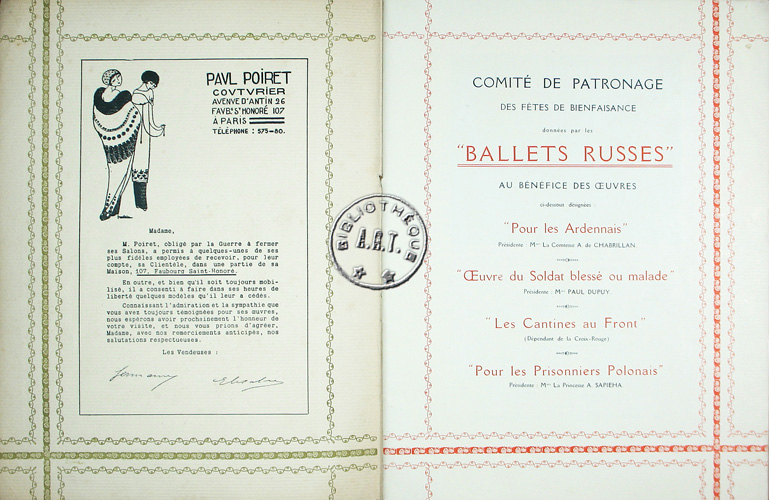 PAUL POIRET
COUTURIER
AVENUE D'ANTIN 26
FAUBG ST HONORÉ 107
À PARIS
TÉLÉPHONE : 575-80.
Madame,
M. Poiret, obligé par la Guerre à fermer
ses Salons, a permis à quelques-unes de ses
plus fidèles employées de recevoir, pour leur
compte, sa Clientèle, dans une partie de sa
Maison, 107, Faubourg Saint-Honoré.
En outre, et bien qu'il soit toujours mobi-
lisé, il a consenti à faire dans ses heures de
liberté quelques modèles qu'il leur a cédés.
Connaissant l'admiration et la sympathie que
vous avez toujours témoignées pour ses œuvres,
nous espérons avoir prochainement l'honneur de
votre visite, et nous vous prions d'agréer,
Madame, avec nos remerciements anticipés, nos
salutations respectueuses.
Les Vendeuses :
BIBLIOTHÈQUE
A.R.T.
COMITÉ DE PATRONAGE
DES FÊTES DE BIENFAISANCE
données par les
"BALLETS RUSSES"
AU BÉNÉFICE DES ŒUVRES
ci-dessous désignées :
"Pour les Ardennais"
Présidente : Mme La Comtesse A. de CHABRILLAN.
"Œuvre du Soldat blessé ou malade"
Présidente : Mme PAUL DUPUY.
"Les Cantines au Front"
(Dépendant de la Croix-Rouge)
"Pour les Prisonniers Polonais"
Présidente : Mme La Princesse A. SAPIEHA.